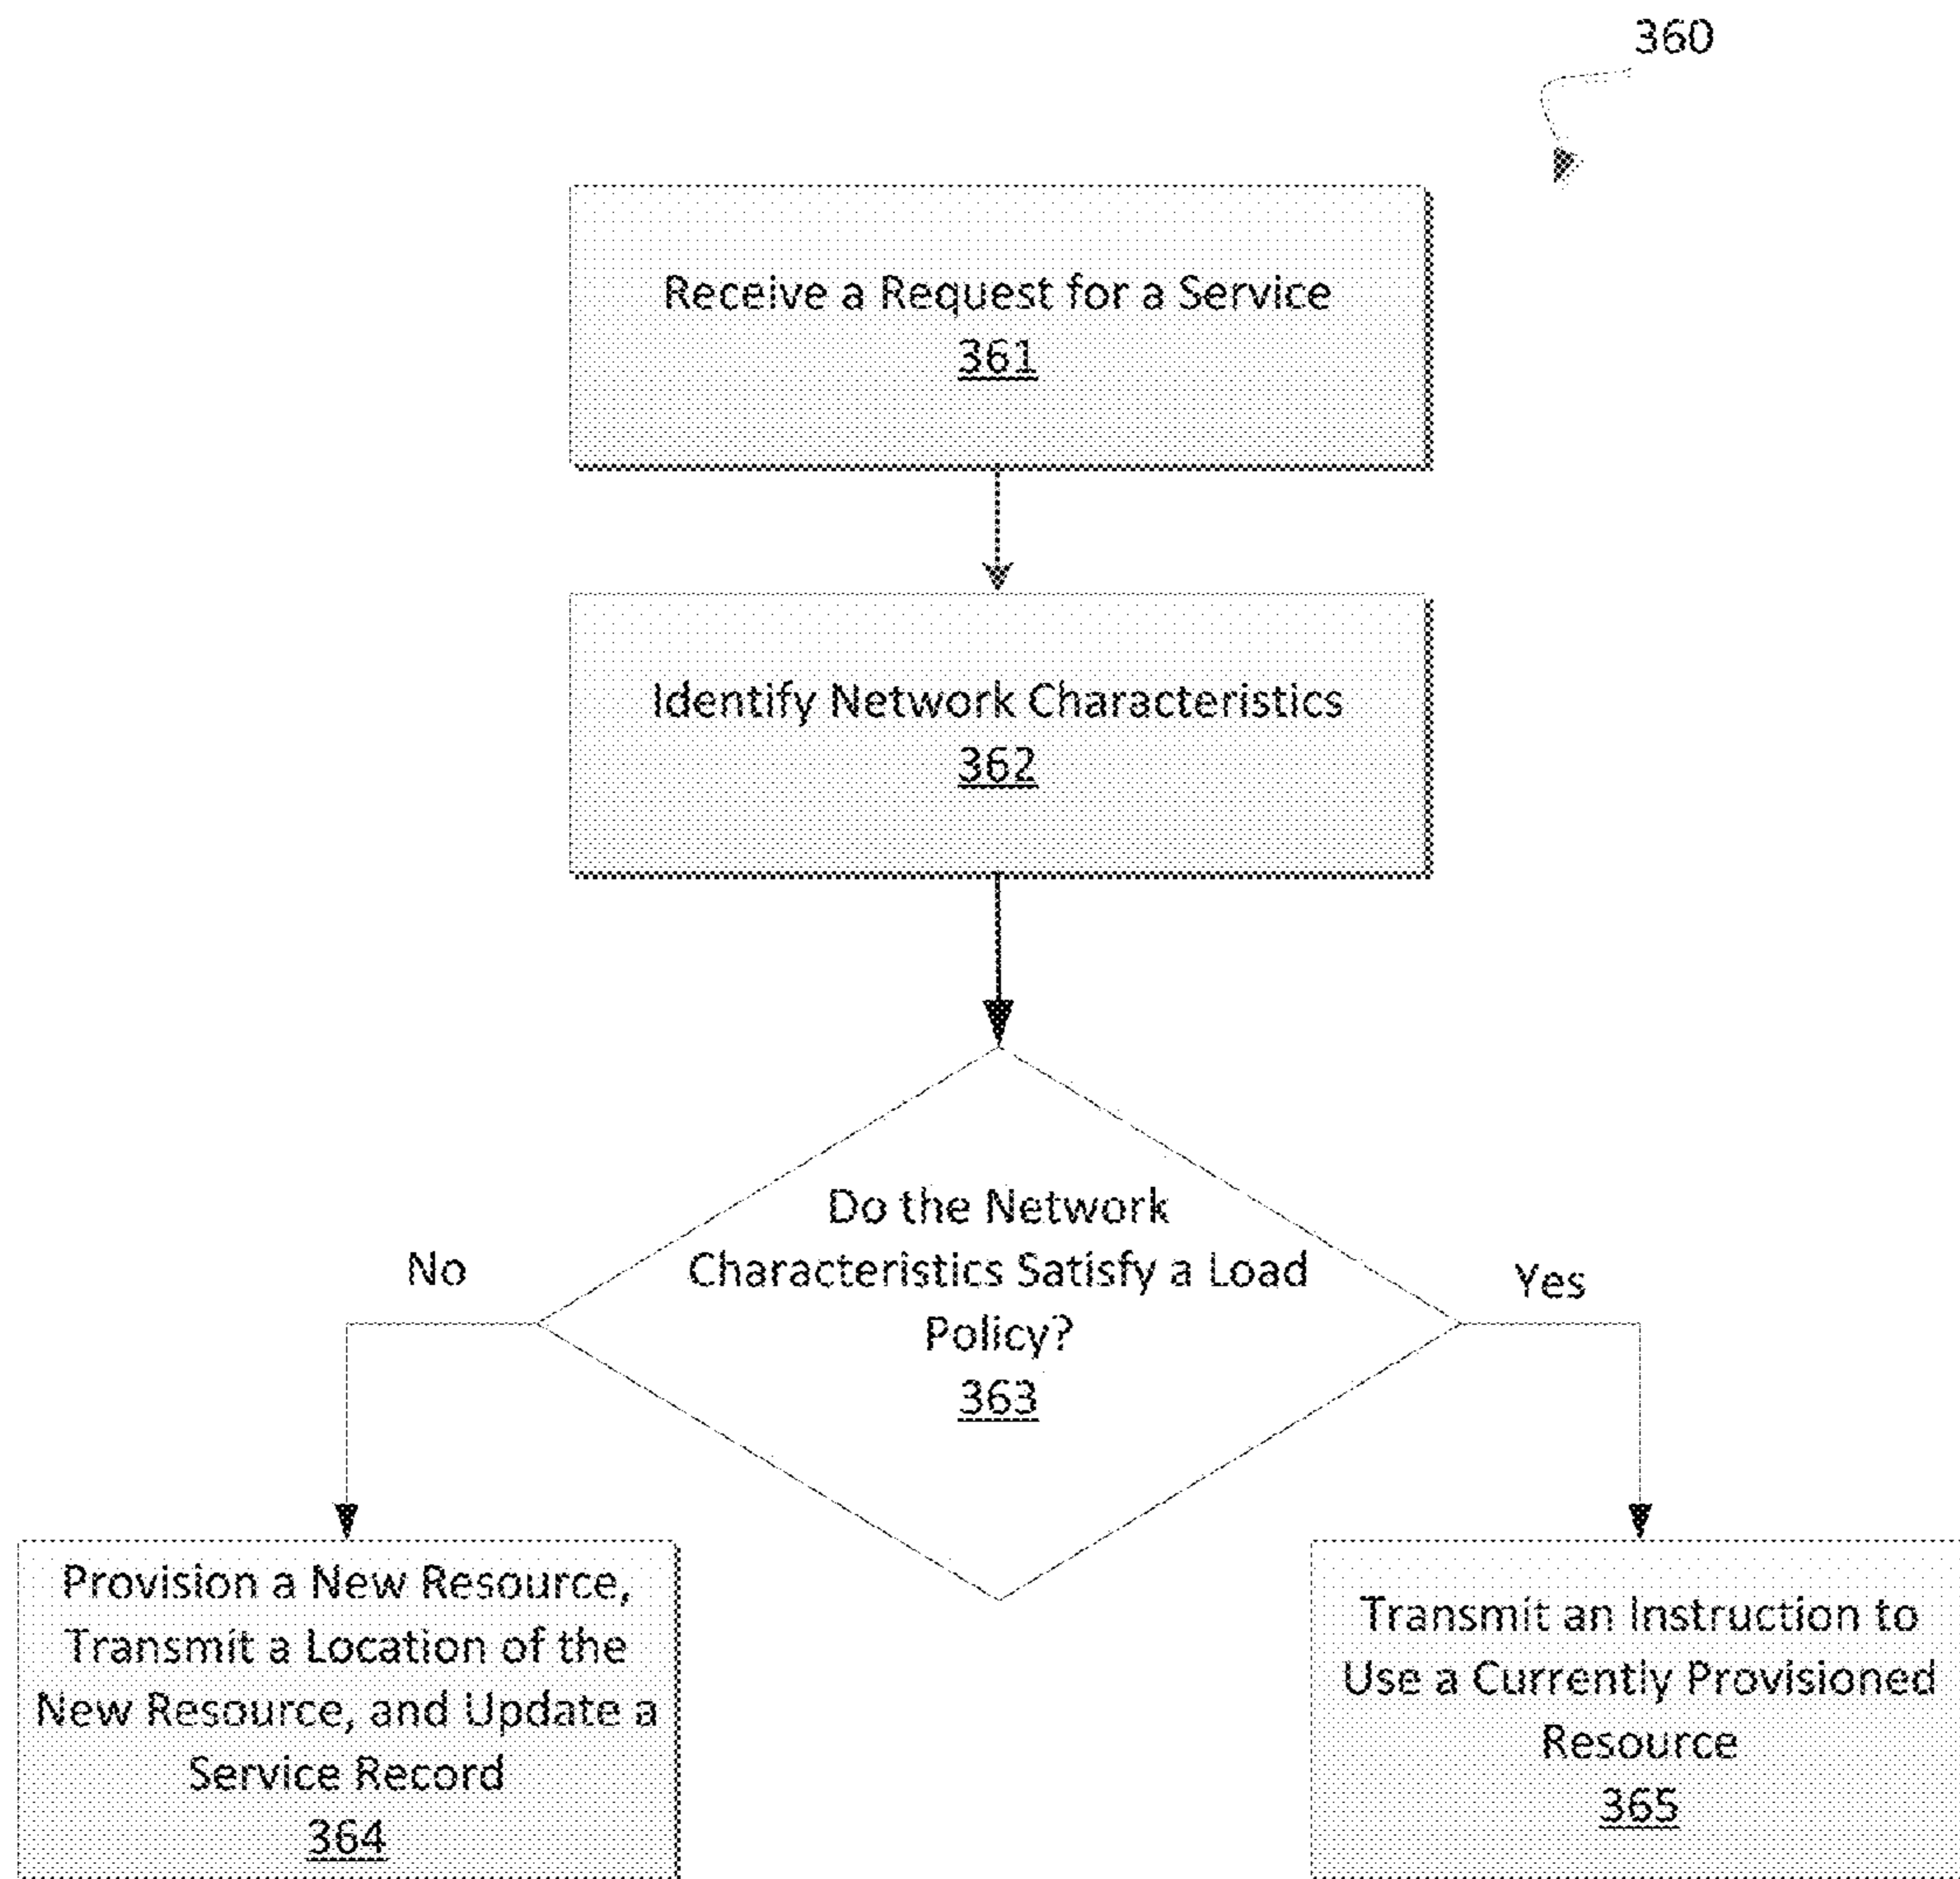 360
Receive a Request for a Service
361
Identify Network Characteristics
362
Do the Network
Characteristics Satisfy a Load
Policy?
363
No
Yes
Provision a New Resource,
Transmit a Location of the
New Resource, and Update a
Service Record
364
Transmit an Instruction to
Use a Currently Provisioned
Resource
365